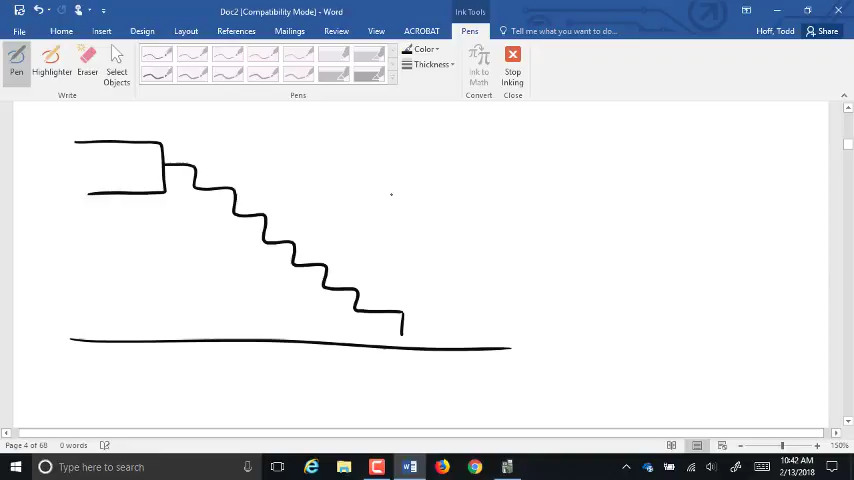 Doc2 [Compatibility Mode] - Word
Ink Tools
Hoff, Todd
File Home Insert Design Layout References Mailings Review View ACROBAT Pens Tell me what you want to do... Share
Pen Highlighter Eraser Select Objects
Color
Thickness
Ink to Math
Stop Inking
Write Pens Convert Close
Page 4 of 68 0 words 150%
Type here to search
10:42 AM
2/13/2018